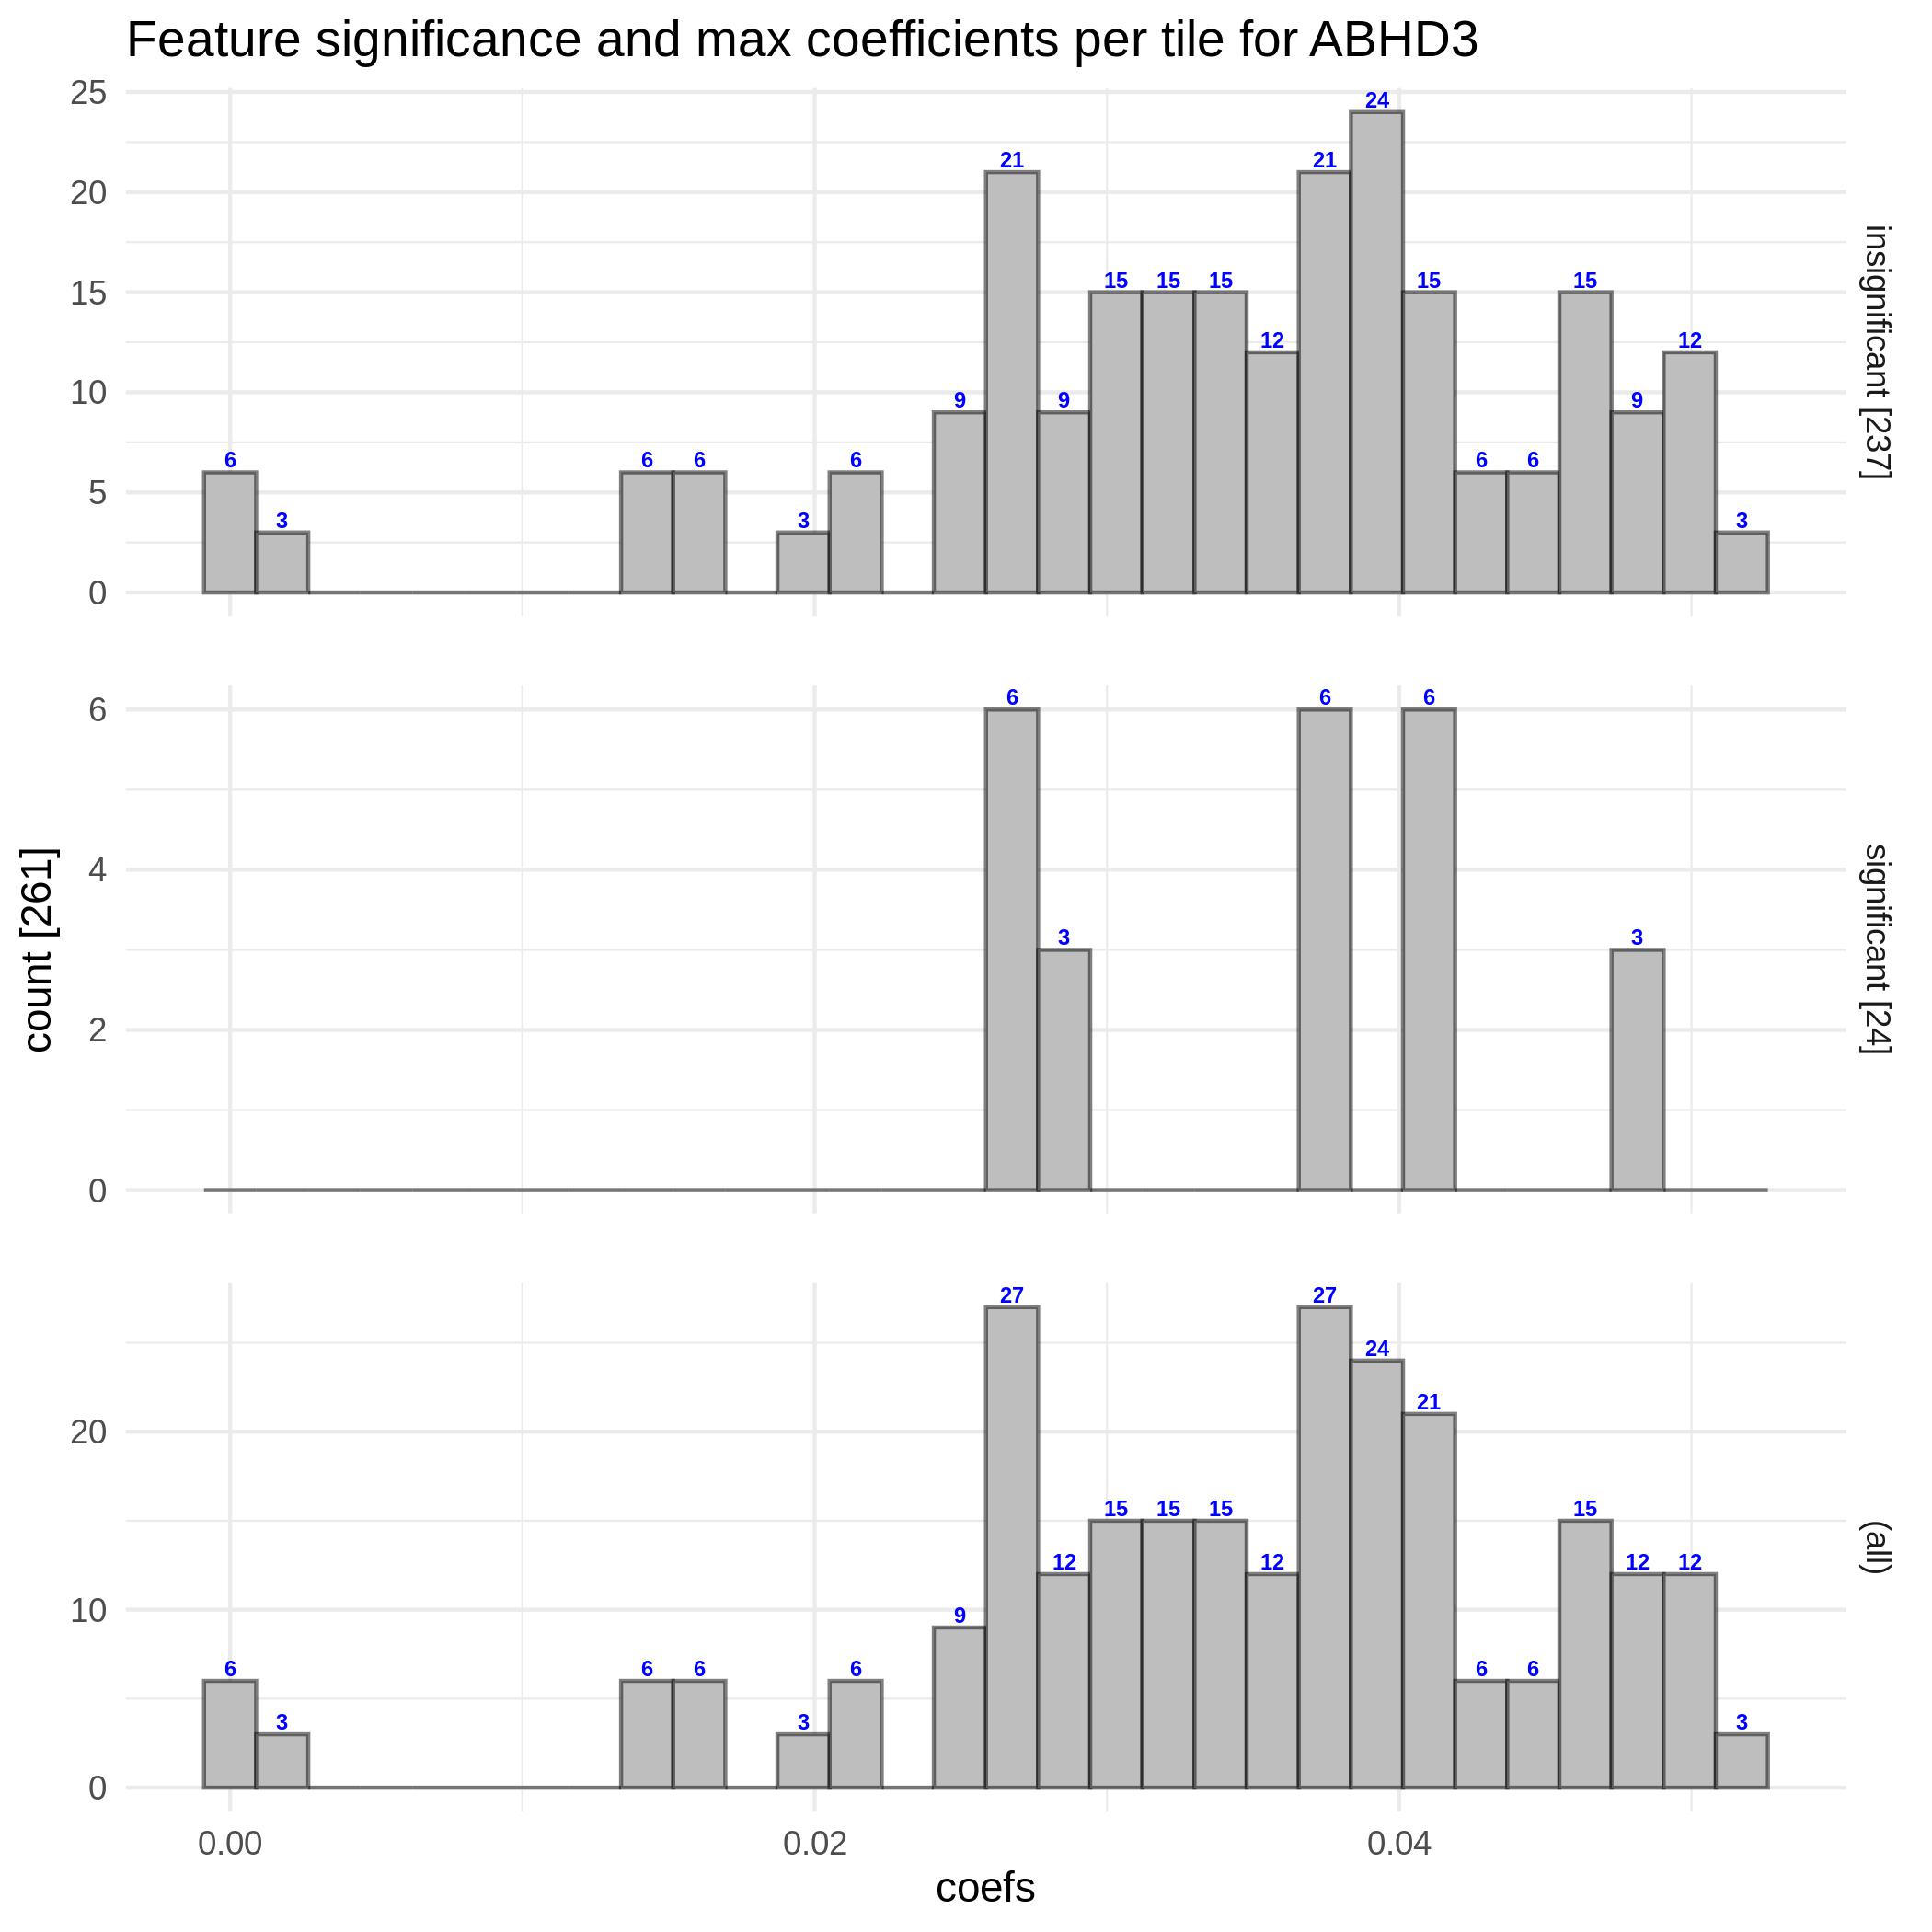 Feature significance and max coefficients per tile for ABHD3
25
20
15
10
5
0
6 3 6 6 3 6 9 21 9 15 15 15 12 21 24 15 6 6 15 9 12 3
insignificant [237]
count [261]
6
4
2
0
6 3 6 6 3
significant [24]
20
10
0
6 3 6 6 3 6 9 27 12 15 15 15 12 27 24 21 6 6 15 12 12 3
(all)
0.00 0.02 0.04
coefs